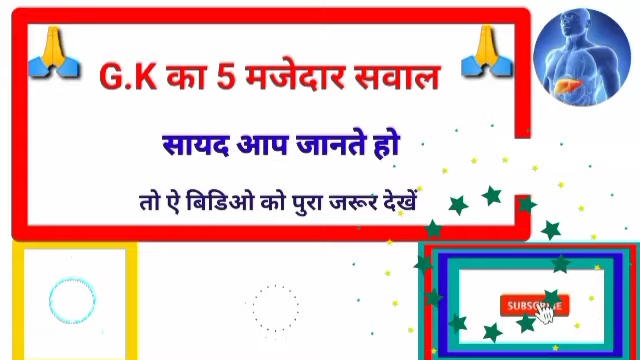 G.K का 5 मजेदार सवाल
सायद आप जानते हो
तो ऐ बिडिओ को पुरा जरूर देखें
SUBSCRIBE